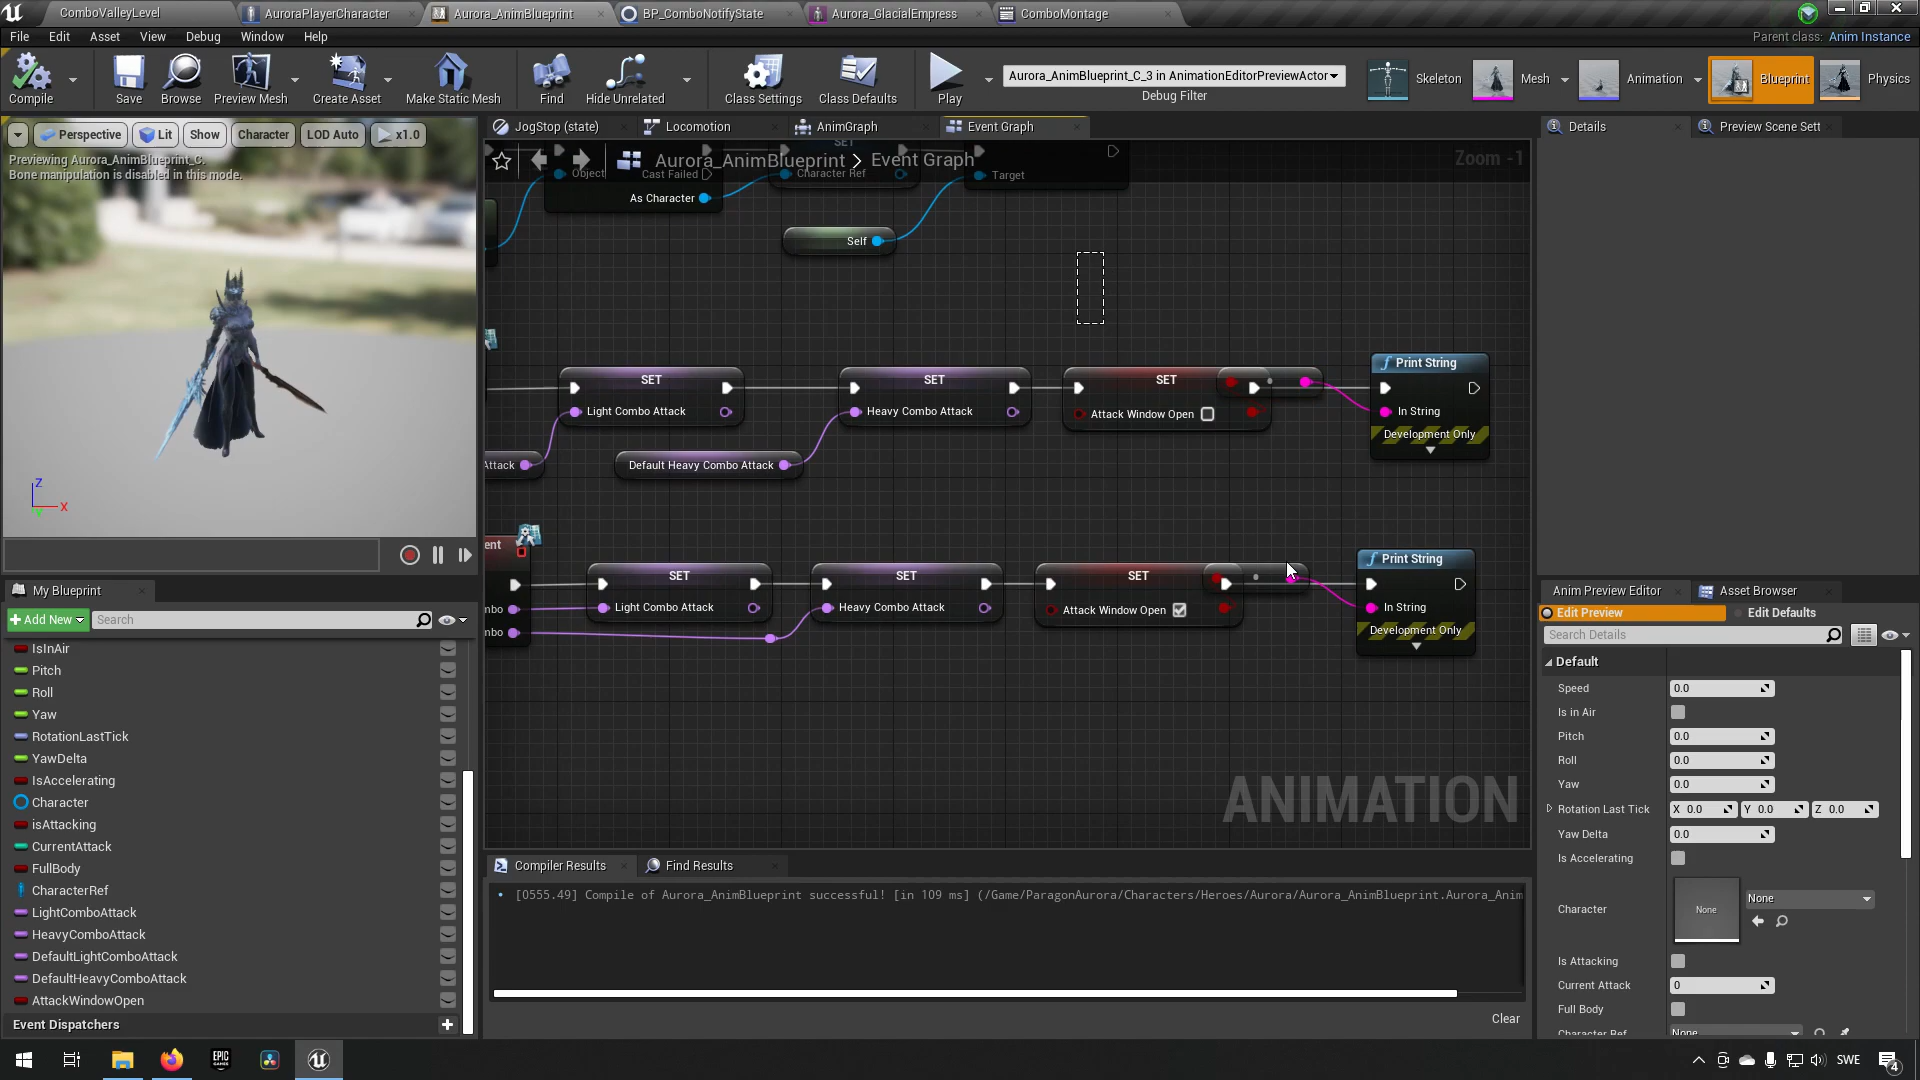 ComboValleyLevel
AuroraPlayerCharacter
Aurora_AnimBlueprint
BP_ComboNotifyState
Aurora_GlacialEmpress
ComboMontage
File Edit Asset View Debug Window Help
Parent class: Anim Instance
Compile
Save
Browse
Preview Mesh
Create Asset
Make Static Mesh
Find
Hide Unrelated
Class Settings
Class Defaults
Play
Aurora_AnimBlueprint_C_3 in AnimationEditorPreviewActor
Debug Filter
Skeleton
Mesh
Animation
Blueprint
Physics
Perspective Lit Show Character LOD Auto x1.0
Previewing Aurora_AnimBlueprint_C.
Bone manipulation is disabled in this mode.
Z
X
JogStop (state)
Locomotion
AnimGraph
Event Graph
Aurora_AnimBlueprint > Event Graph
Zoom -1
SET
Object
Cast Failed
Character Ref
Target
As Character
Self
SET
Light Combo Attack
SET
Heavy Combo Attack
SET
Attack Window Open
Print String
In String
Development Only
Attack
Default Heavy Combo Attack
ent
mbo
mbo
SET
Light Combo Attack
SET
Heavy Combo Attack
SET
Attack Window Open
Print String
In String
Development Only
ANIMATION
My Blueprint
Add New
Search
IsInAir
Pitch
Roll
Yaw
RotationLastTick
YawDelta
IsAccelerating
Character
isAttacking
CurrentAttack
FullBody
CharacterRef
LightComboAttack
HeavyComboAttack
DefaultLightComboAttack
DefaultHeavyComboAttack
AttackWindowOpen
Event Dispatchers
Compiler Results
Find Results
[0555.49] Compile of Aurora_AnimBlueprint successful! [in 109 ms] (/Game/ParagonAurora/Characters/Heroes/Aurora/Aurora_AnimBlueprint.Aurora_Anim
Clear
Details
Preview Scene Sett
Anim Preview Editor
Asset Browser
Edit Preview
Edit Defaults
Search Details
Default
Speed 0.0
Is in Air
Pitch 0.0
Roll 0.0
Yaw 0.0
Rotation Last Tick X 0.0 Y 0.0 Z 0.0
Yaw Delta 0.0
Is Accelerating
Character None None
Is Attacking
Current Attack 0
Full Body
Character Ref None
SWE
4